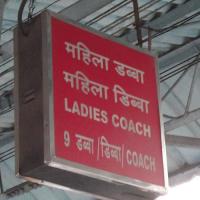 महिला डब्बा
महिला डिब्बा
LADIES COACH
9 डब्बा/डिब्बा/COACH